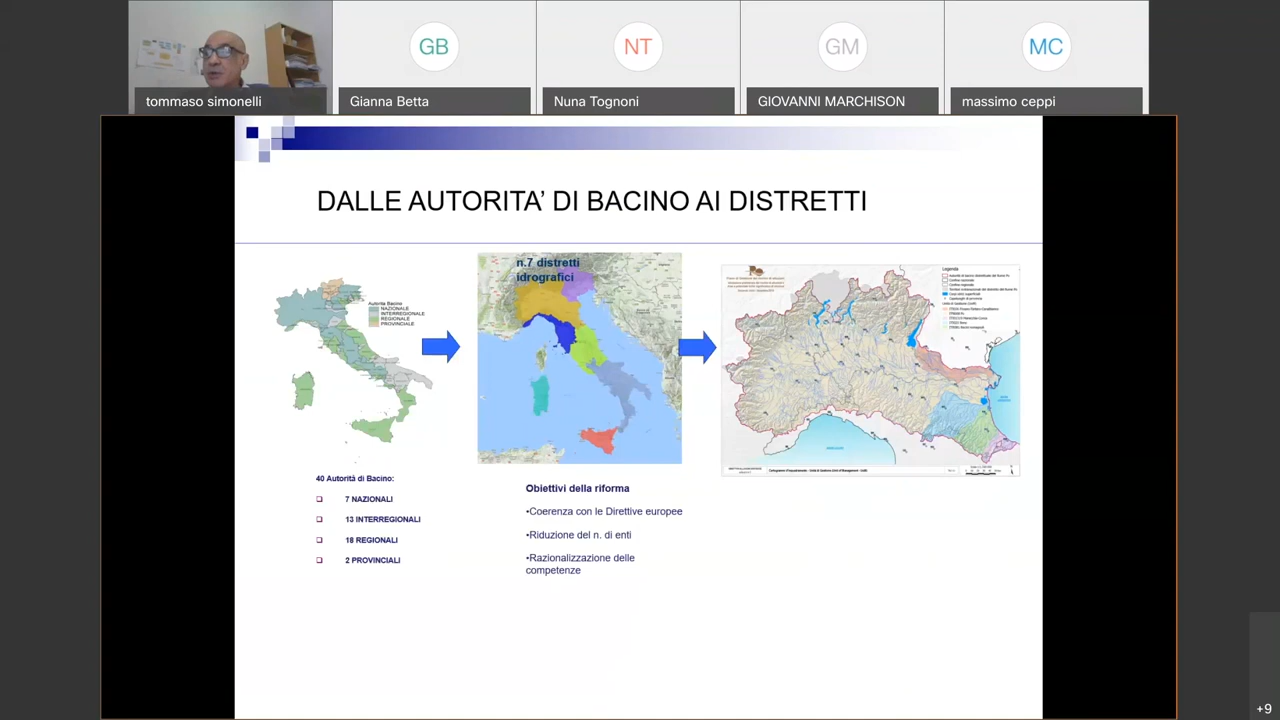 GB
NT
GM
MC
tommaso simonelli
Gianna Betta
Nuna Tognoni
GIOVANNI MARCHISON
massimo ceppi
DALLE AUTORITA’ DI BACINO AI DISTRETTI
Autorità Bacino
NAZIONALE
INTERREGIONALE
REGIONALE
PROVINCIALE
n.7 distretti
idrografici
Legenda
40 Autorità di Bacino:
7 NAZIONALI
13 INTERREGIONALI
18 REGIONALI
2 PROVINCIALI
Obiettivi della riforma
•Coerenza con le Direttive europee
•Riduzione del n. di enti
•Razionalizzazione delle
competenze
+9